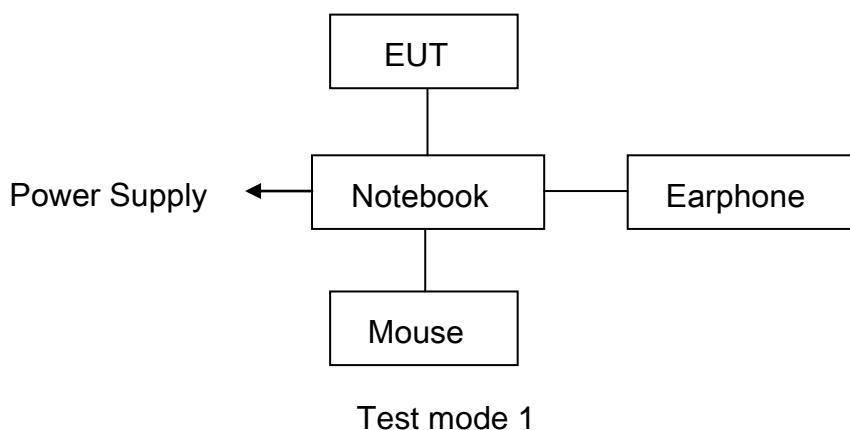 EUT
Power Supply
Notebook
Earphone
Mouse
Test mode 1